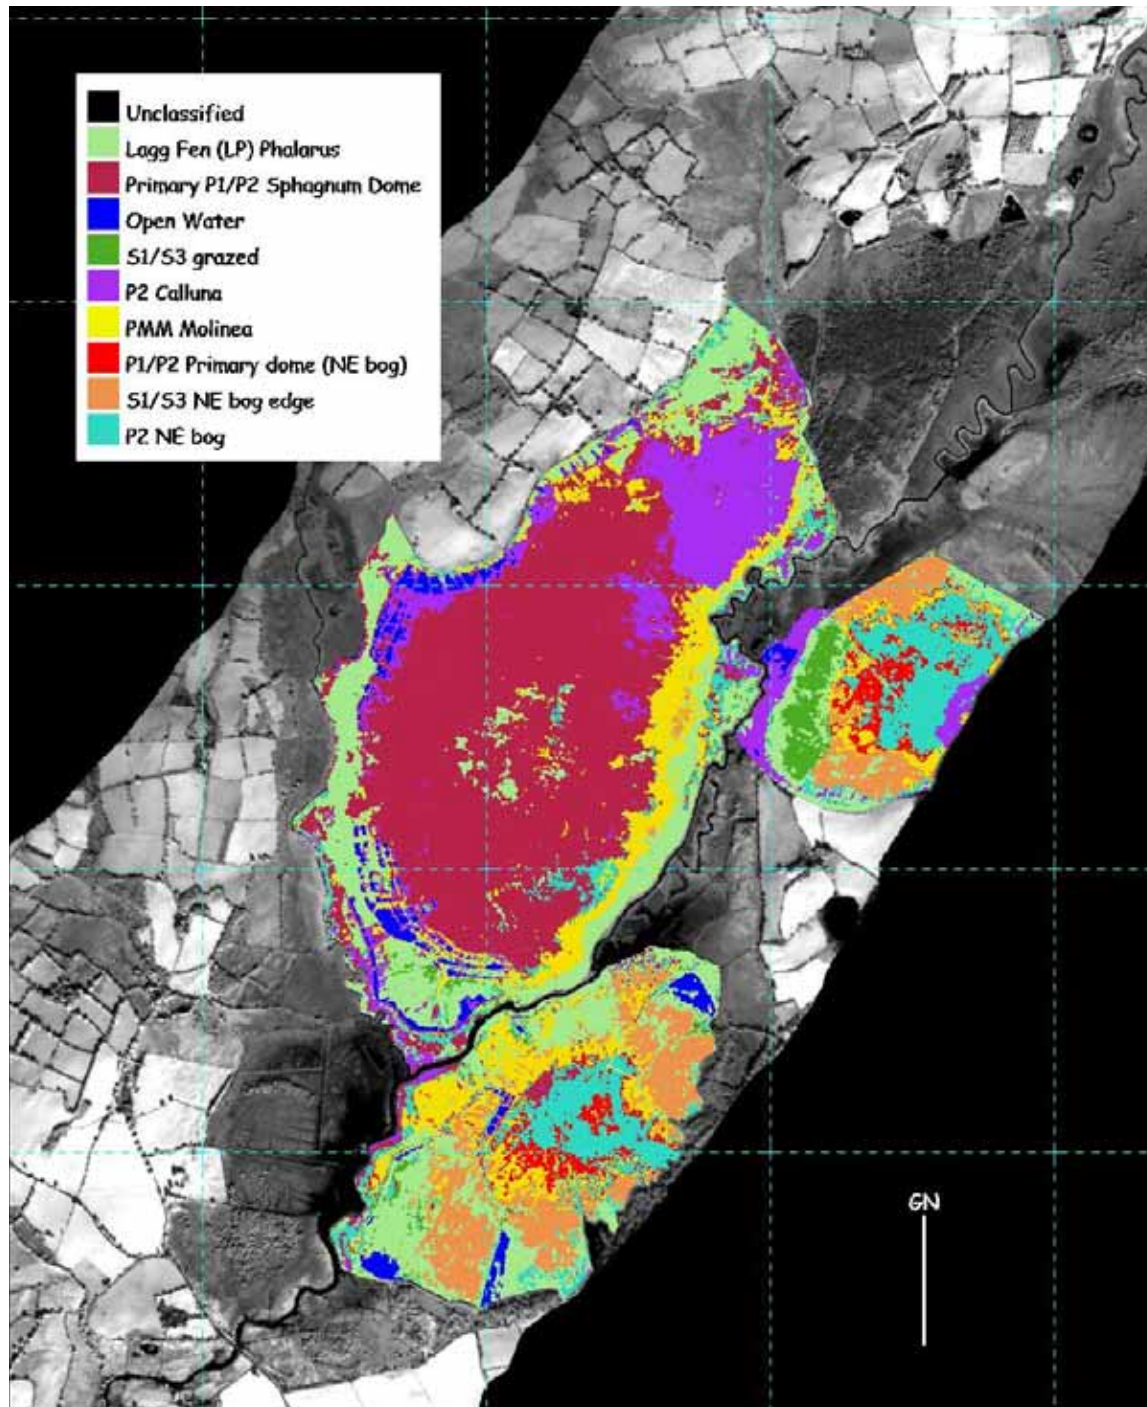 Unclassified
Lagg Fen (LP) Phalarus
Primary P1/P2 Sphagnum Dome
Open Water
S1/S3 grazed
P2 Calluna
PMM Molinea
P1/P2 Primary dome (NE bog)
S1/S3 NE bog edge
P2 NE bog
GN